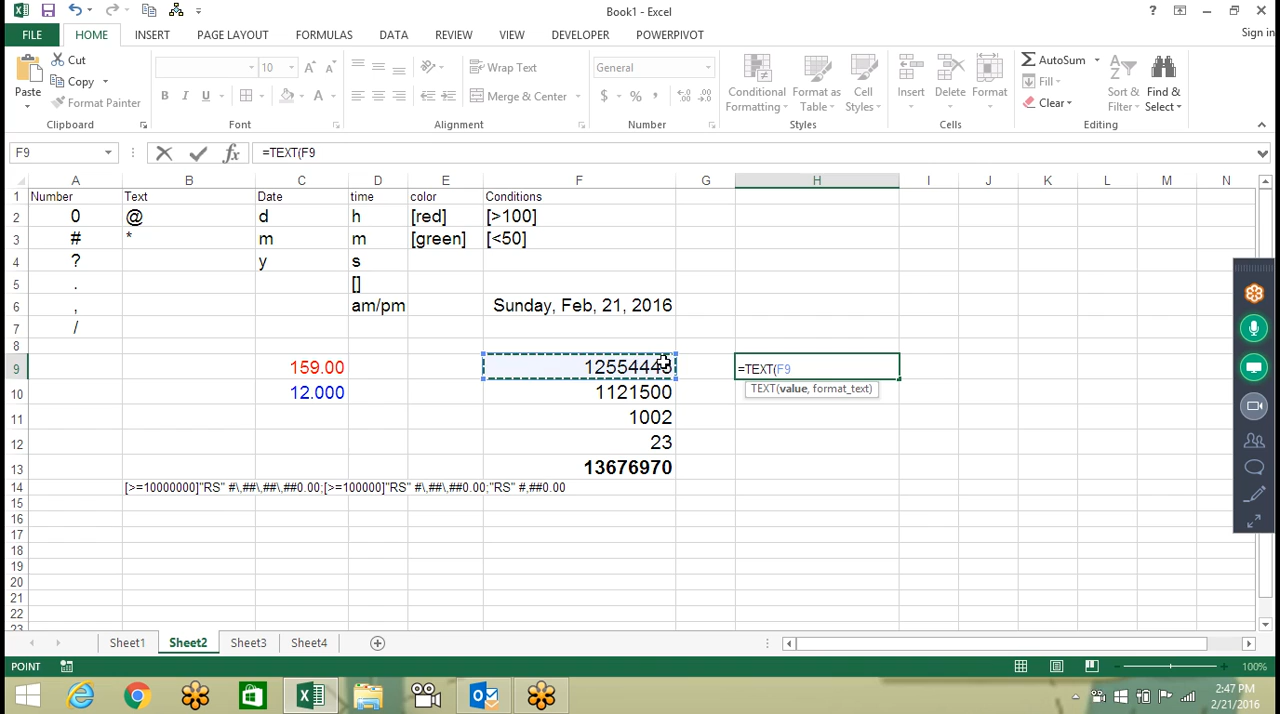 Book1 - Excel
?
FILE HOME INSERT PAGE LAYOUT FORMULAS DATA REVIEW VIEW DEVELOPER POWERPIVOT Sign in
Paste
Cut
Copy
Format Painter
Clipboard
10
A A
B I U
A
Font
Wrap Text
Merge & Center
Alignment
General
$ % ,
Number
Conditional Formatting
Format as Table
Cell Styles
Styles
Insert
Delete
Format
Cells
AutoSum
Fill
Clear
Sort & Filter
Find & Select
Editing
F9 fx =TEXT(F9
A B C D E F G H I J K L M N
1 Number Text Date time color Conditions
2 0 @ d h [red] [>100]
3 # * m m [green] [<50]
4 ? y s
5 . []
6 , am/pm Sunday, Feb, 21, 2016
7 /
8
9 159.00 =TEXT(F9
TEXT(value, format_text)
10 12.000 1121500
11 1002
12 23
13 13676970
14 [>=10000000]"RS" #\,##\,##\,##0.00;[>=100000]"RS" #\,##\,##0.00;"RS" #,##0.00
15
16
17
18
19
20
21
22
23
Sheet1 Sheet2 Sheet3 Sheet4
POINT 100%
2:47 PM
2/21/2016